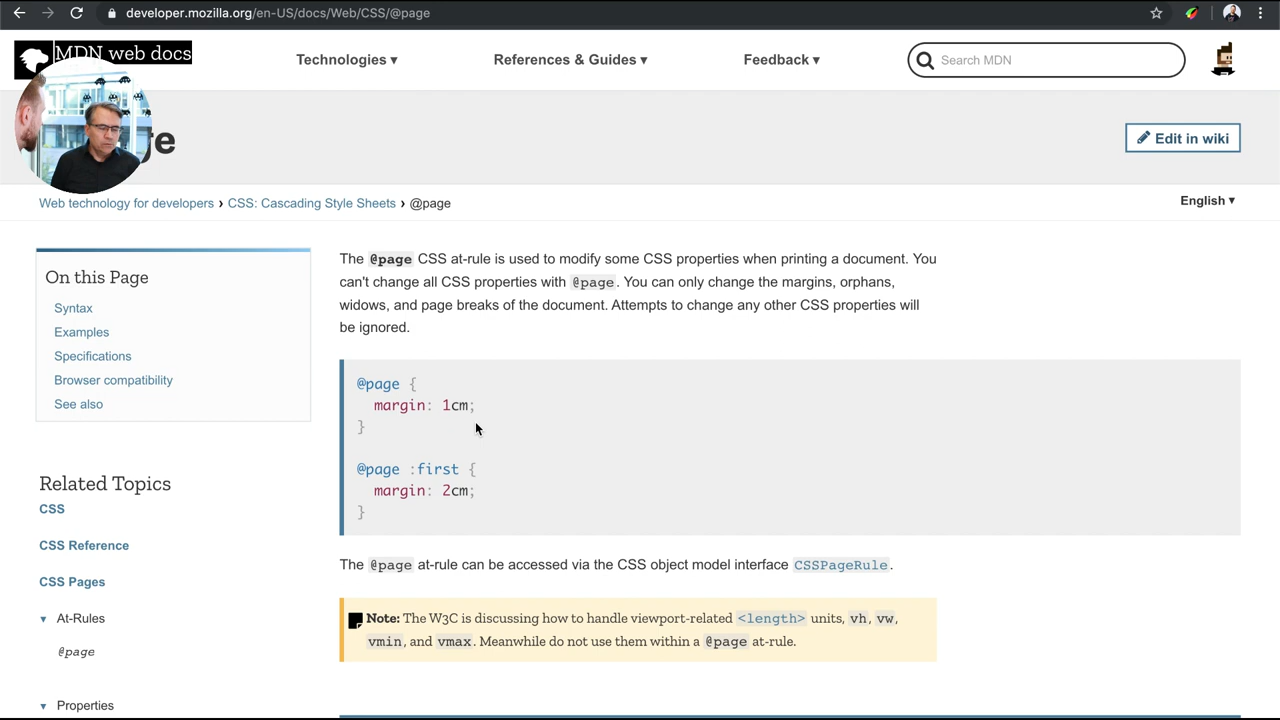 developer.mozilla.org/en-US/docs/Web/CSS/@page
MDN web docs
Technologies ▾
References & Guides ▾
Feedback ▾
Search MDN
Edit in wiki
Web technology for developers › CSS: Cascading Style Sheets › @page
English ▾
On this Page
Syntax
Examples
Specifications
Browser compatibility
See also
Related Topics
CSS
CSS Reference
CSS Pages
▾ At-Rules
@page
▾ Properties
The @page CSS at-rule is used to modify some CSS properties when printing a document. You
can't change all CSS properties with @page. You can only change the margins, orphans,
widows, and page breaks of the document. Attempts to change any other CSS properties will
be ignored.
@page {
margin: 1cm;
}
@page :first {
margin: 2cm;
}
The @page at-rule can be accessed via the CSS object model interface CSSPageRule.
Note: The W3C is discussing how to handle viewport-related <length> units, vh, vw,
vmin, and vmax. Meanwhile do not use them within a @page at-rule.